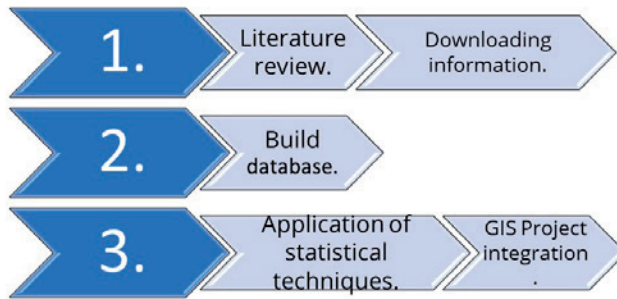 1.
Literature
review.
Downloading
information.
2.
Build
database.
3.
Application of
statistical
techniques.
GIS Project
integration
.